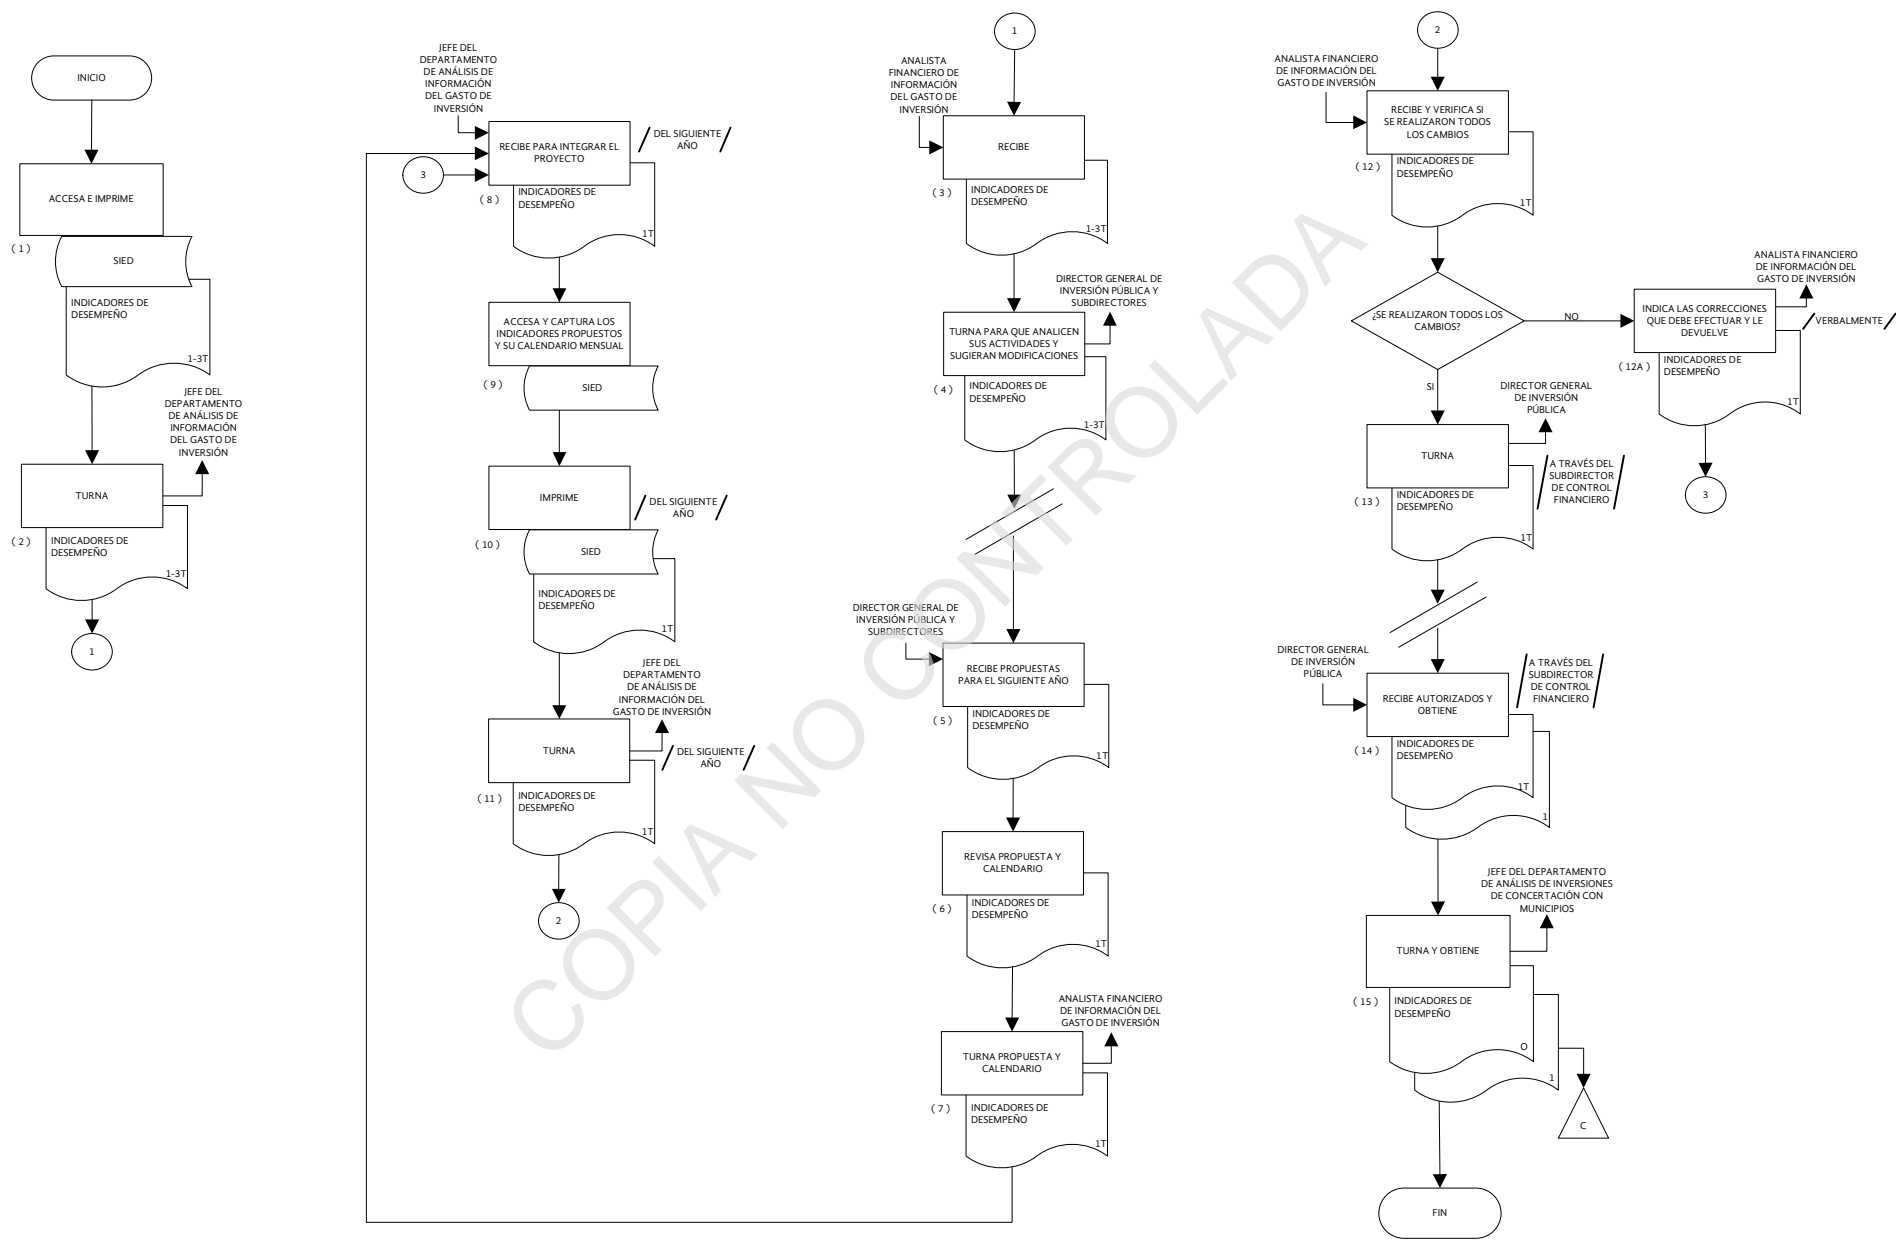 INICIO
ACCESA E IMPRIME
( 1 )
SIED
INDICADORES DE
DESEMPEÑO
1-3T
JEFE DEL
DEPARTAMENTO
DE ANÁLISIS DE
INFORMACIÓN
DEL GASTO DE
INVERSIÓN
TURNA
( 2 )
INDICADORES DE
DESEMPEÑO
1-3T
1
JEFE DEL
DEPARTAMENTO
DE ANÁLISIS DE
INFORMACIÓN
DEL GASTO DE
INVERSIÓN
3
RECIBE PARA INTEGRAR EL
PROYECTO
DEL SIGUIENTE
AÑO
( 8 )
INDICADORES DE
DESEMPEÑO
1T
ACCESA Y CAPTURA LOS
INDICADORES PROPUESTOS
Y SU CALENDARIO MENSUAL
( 9 )
SIED
IMPRIME
DEL SIGUIENTE
AÑO
( 10 )
SIED
INDICADORES DE
DESEMPEÑO
1T
JEFE DEL
DEPARTAMENTO
DE ANÁLISIS DE
INFORMACIÓN DEL
GASTO DE INVERSIÓN
TURNA
DEL SIGUIENTE
AÑO
( 11 )
INDICADORES DE
DESEMPEÑO
1T
2
1
ANALISTA
FINANCIERO DE
INFORMACIÓN
DEL GASTO DE
INVERSIÓN
RECIBE
( 3 )
INDICADORES DE
DESEMPEÑO
1-3T
DIRECTOR GENERAL DE
INVERSIÓN PÚBLICA Y
SUBDIRECTORES
TURNA PARA QUE ANALICEN
SUS ACTIVIDADES Y
SUGIERAN MODIFICACIONES
( 4 )
INDICADORES DE
DESEMPEÑO
1-3T
DIRECTOR GENERAL DE
INVERSIÓN PÚBLICA Y
SUBDIRECTORES
RECIBE PROPUESTAS
PARA EL SIGUIENTE AÑO
( 5 )
INDICADORES DE
DESEMPEÑO
1T
REVISA PROPUESTA Y
CALENDARIO
( 6 )
INDICADORES DE
DESEMPEÑO
1T
ANALISTA FINANCIERO
DE INFORMACIÓN DEL
GASTO DE INVERSIÓN
TURNA PROPUESTA Y
CALENDARIO
( 7 )
INDICADORES DE
DESEMPEÑO
1T
2
ANALISTA FINANCIERO
DE INFORMACIÓN DEL
GASTO DE INVERSIÓN
RECIBE Y VERIFICA SI
SE REALIZARON TODOS
LOS CAMBIOS
( 12 )
INDICADORES DE
DESEMPEÑO
1T
¿SE REALIZARON TODOS LOS
CAMBIOS?
NO
SI
ANALISTA FINANCIERO
DE INFORMACIÓN DEL
GASTO DE INVERSIÓN
INDICA LAS CORRECCIONES
QUE DEBE EFECTUAR Y LE
DEVUELVE
VERBALMENTE
( 12A )
INDICADORES DE
DESEMPEÑO
1T
3
DIRECTOR GENERAL
DE INVERSIÓN
PÚBLICA
TURNA
A TRAVÉS DEL
SUBDIRECTOR
DE CONTROL
FINANCIERO
( 13 )
INDICADORES DE
DESEMPEÑO
1T
DIRECTOR GENERAL
DE INVERSIÓN
PÚBLICA
RECIBE AUTORIZADOS Y
OBTIENE
A TRAVÉS DEL
SUBDIRECTOR
DE CONTROL
FINANCIERO
( 14 )
INDICADORES DE
DESEMPEÑO
1T
1
JEFE DEL DEPARTAMENTO
DE ANÁLISIS DE INVERSIONES
DE CONCERTACIÓN CON
MUNICIPIOS
TURNA Y OBTIENE
( 15 )
INDICADORES DE
DESEMPEÑO
O
1
C
FIN
COPIA NO CONTROLADA